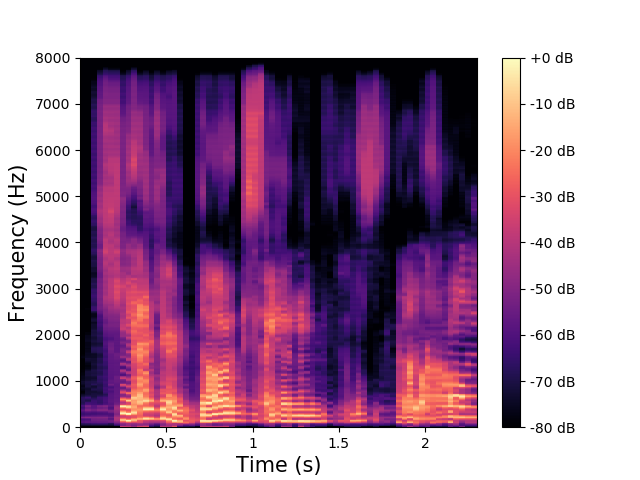 8000
7000
6000
5000
4000
3000
2000
1000
0
Frequency (Hz)
0
0.5
1
1.5
2
Time (s)
+0 dB
-10 dB
-20 dB
-30 dB
-40 dB
-50 dB
-60 dB
-70 dB
-80 dB